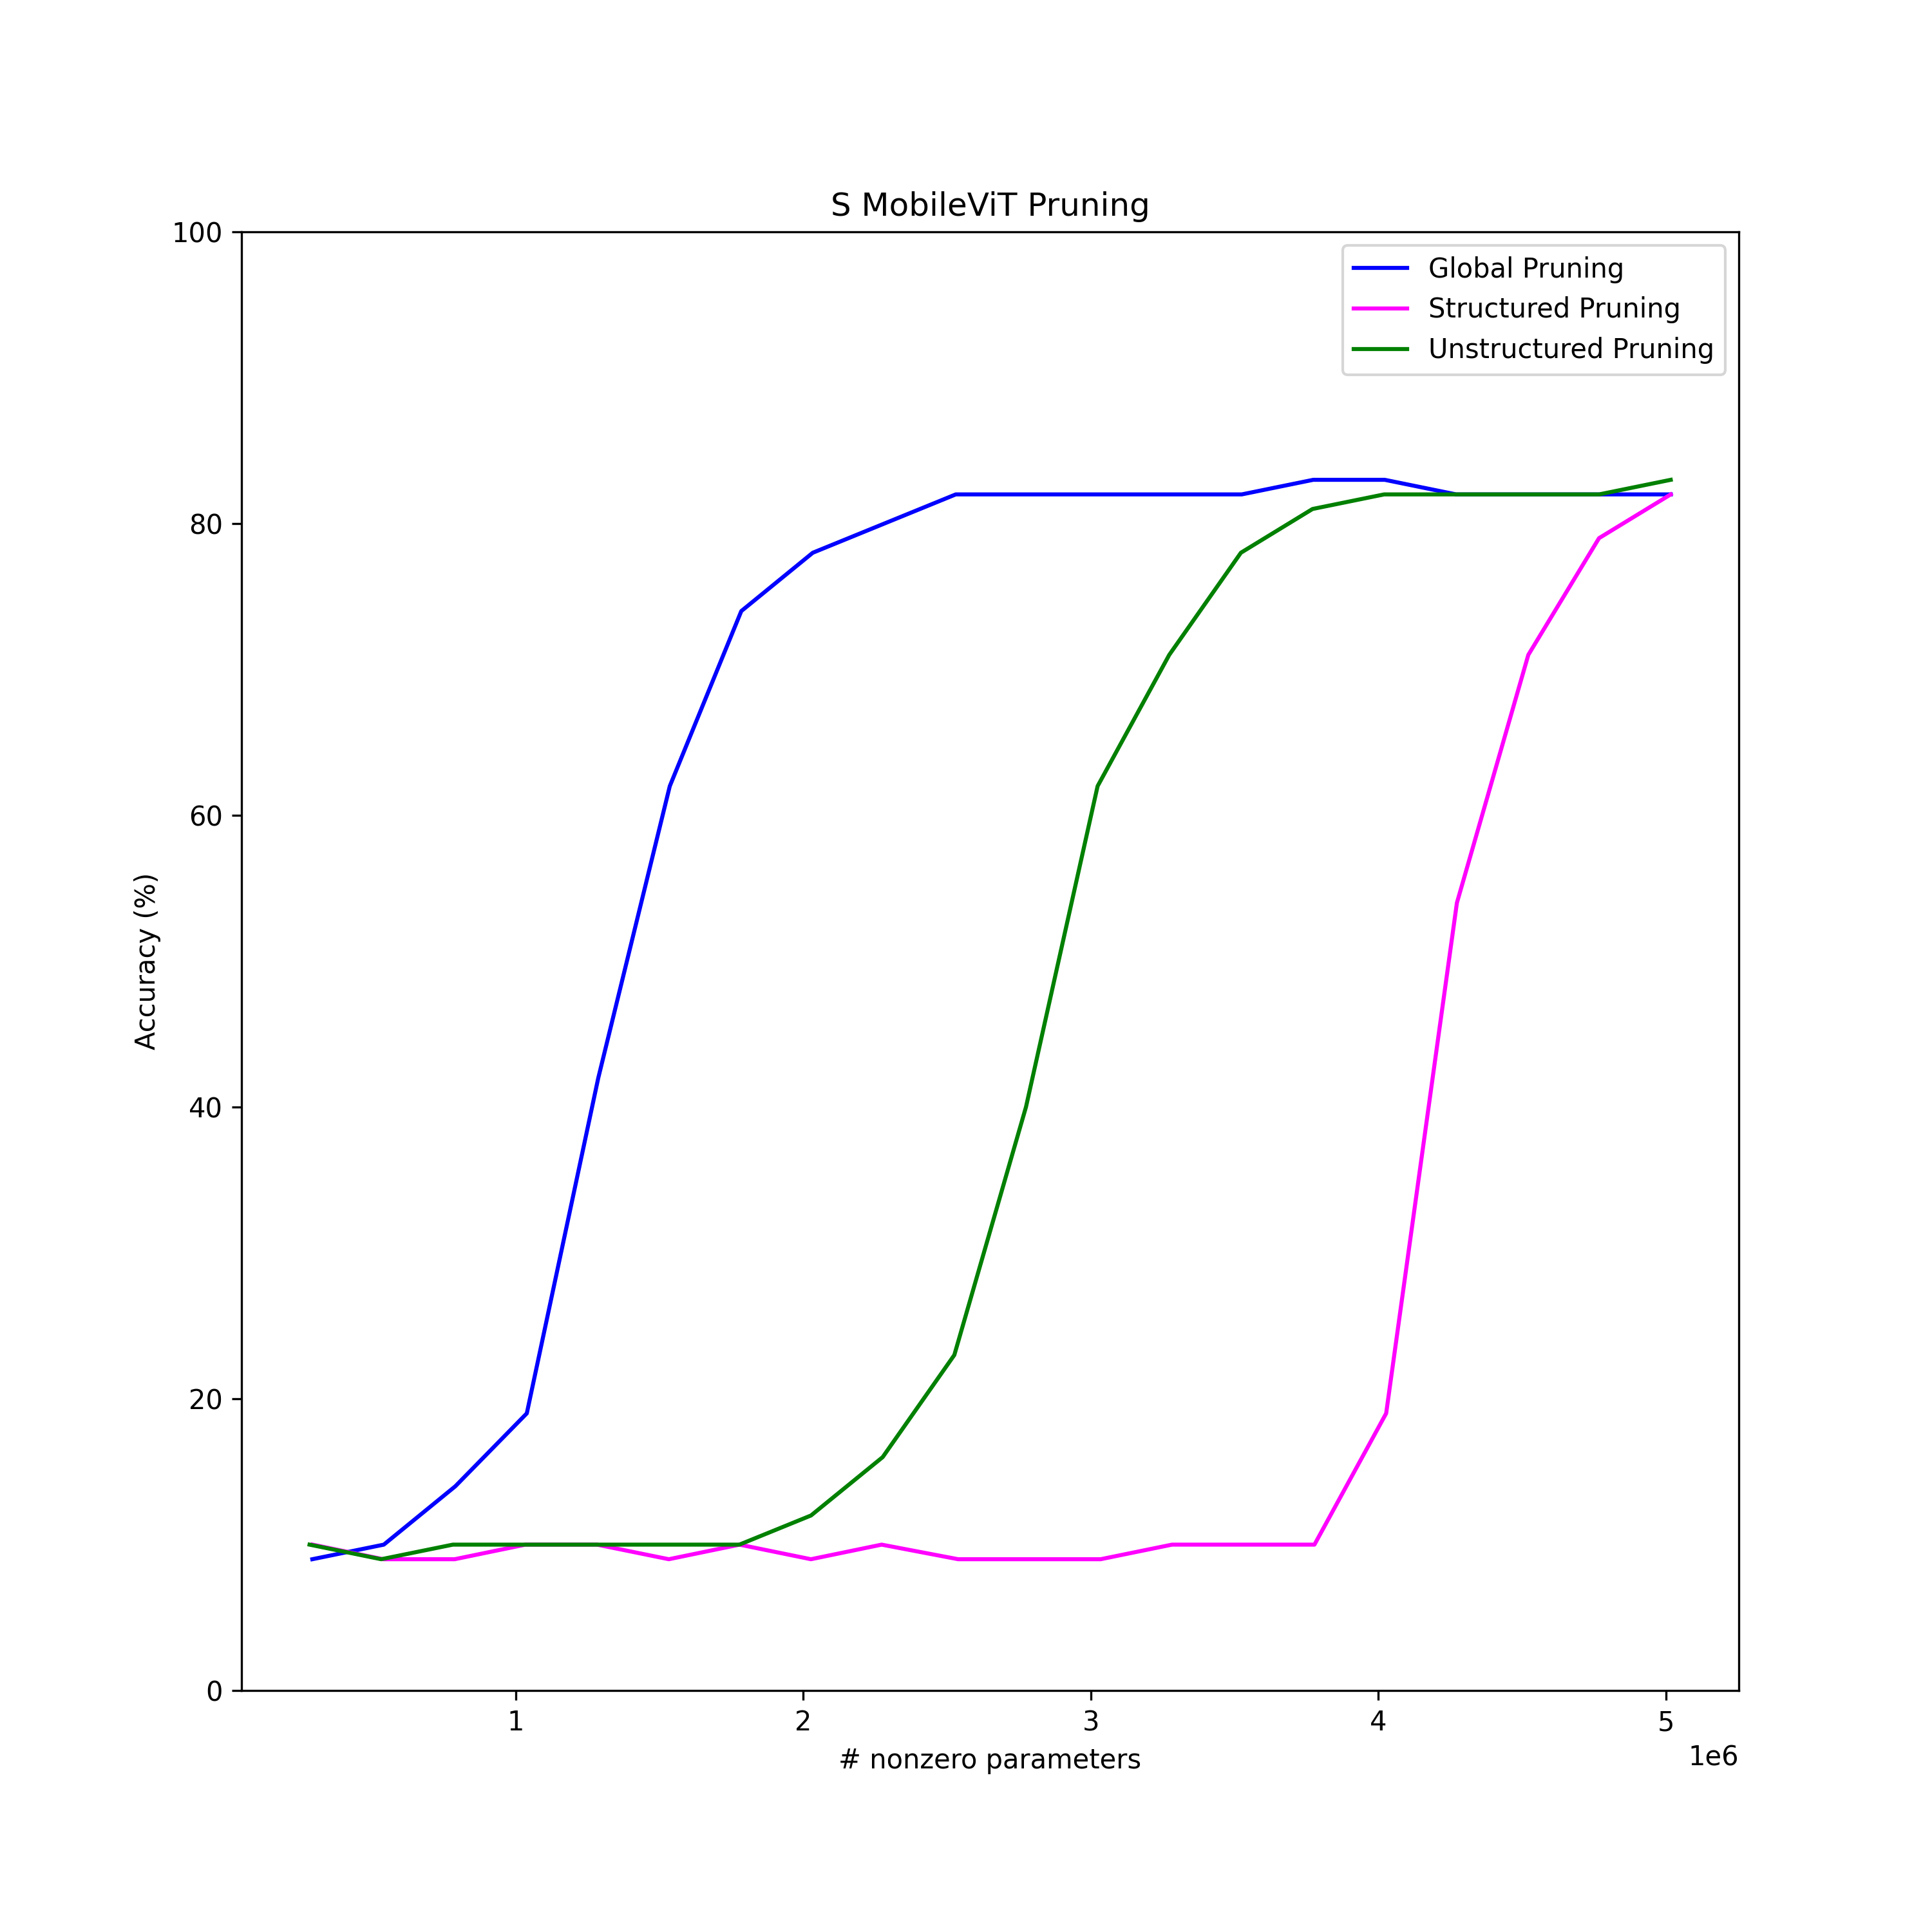 S MobileViT Pruning
100
80
60
40
20
0
Accuracy (%)
Global Pruning
Structured Pruning
Unstructured Pruning
1 2 3 4 5
# nonzero parameters
1e6